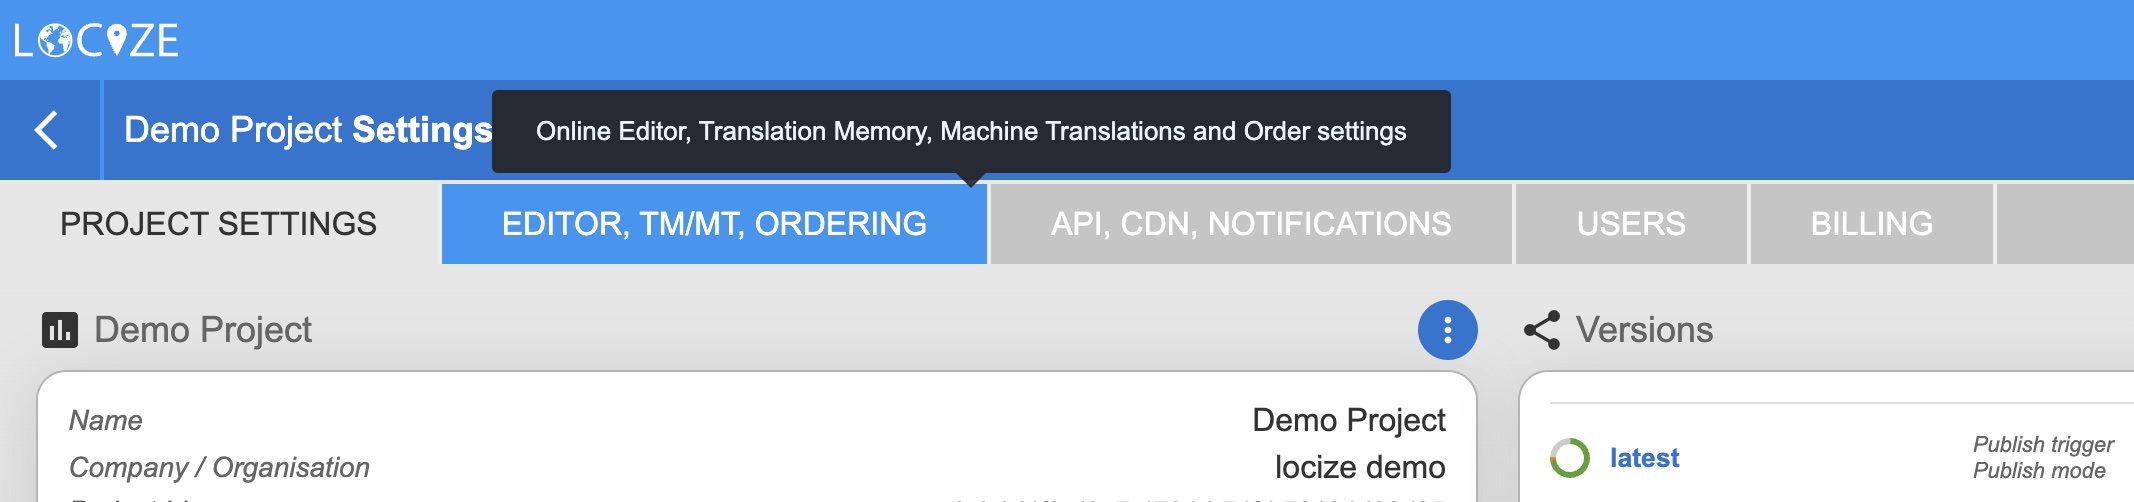 LOCIZE
Demo Project Settings
Online Editor, Translation Memory, Machine Translations and Order settings
PROJECT SETTINGS
EDITOR, TM/MT, ORDERING
API, CDN, NOTIFICATIONS
USERS
BILLING
Demo Project
Name Demo Project
Company / Organisation locize demo
Versions
latest
Publish trigger
Publish mode